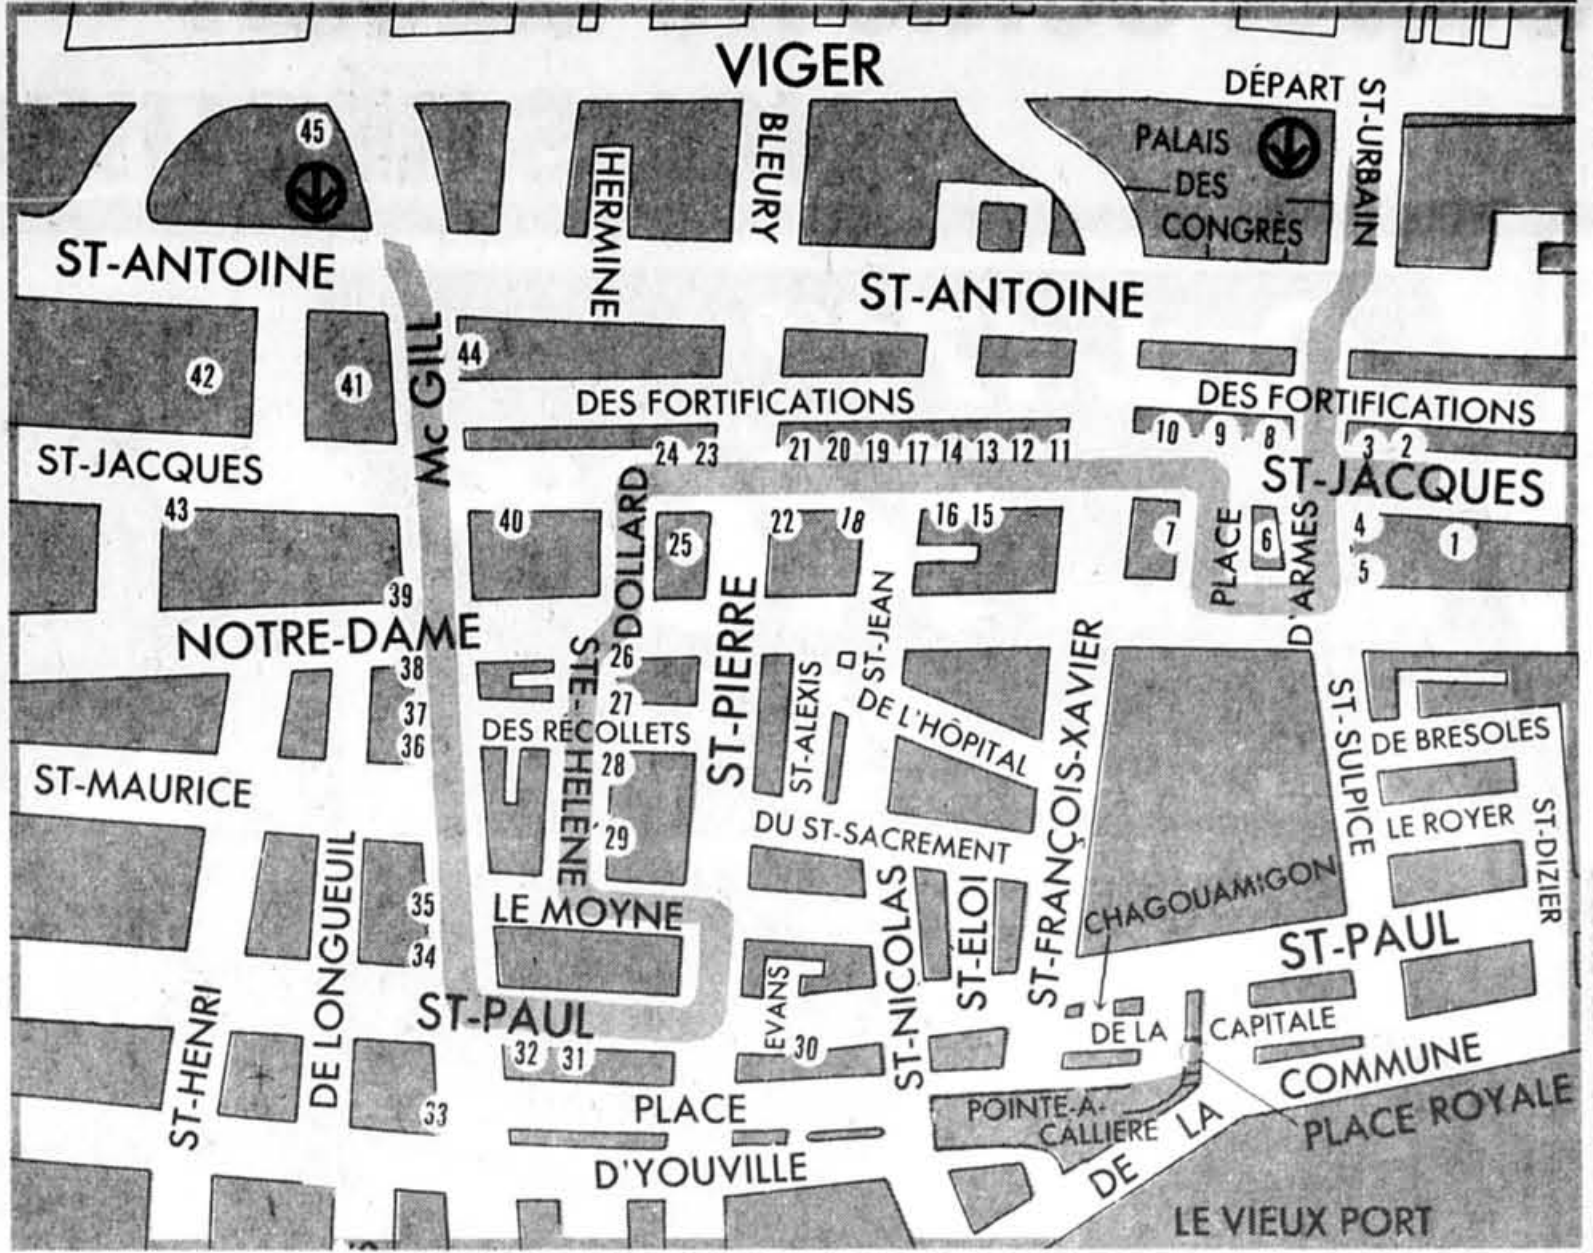 VIGER
DÉPART
ST-URBAIN
PALAIS
DES
CONGRÈS
45
HERMINE
BLEURY
ST-ANTOINE
ST-ANTOINE
Mc GILL
44
42
41
DES FORTIFICATIONS
DES FORTIFICATIONS
24 23
21 20 19 17 14 13 12 11
10 9 8
3 2
ST-JACQUES
ST-JACQUES
43
40
DOLLARD
25
22
18
16 15
7
PLACE
6
D'ARMES
4
1
5
39
NOTRE-DAME
38
37
36
STE-HÉLÈNE
26
27
DES RÉCOLLETS
28
29
ST-PIERRE
ST-ALEXIS
ST-JEAN
DE L'HÔPITAL
ST-FRANÇOIS-XAVIER
ST-SULPICE
DE BRESOLES
LE ROYER
ST-DIZIER
ST-MAURICE
DU ST-SACREMENT
DE LONGUEUIL
35
34
LE MOYNE
ST-NICOLAS
ST-ELOI
CHAGOUAMIGON
ST-PAUL
ST-PAUL
ST-HENRI
EVANS
32 31
30
33
DE LA CAPITALE
PLACE
D'YOUVILLE
POINTE-À-
CALLIERE
DE LA COMMUNE
PLACE ROYALE
LE VIEUX PORT